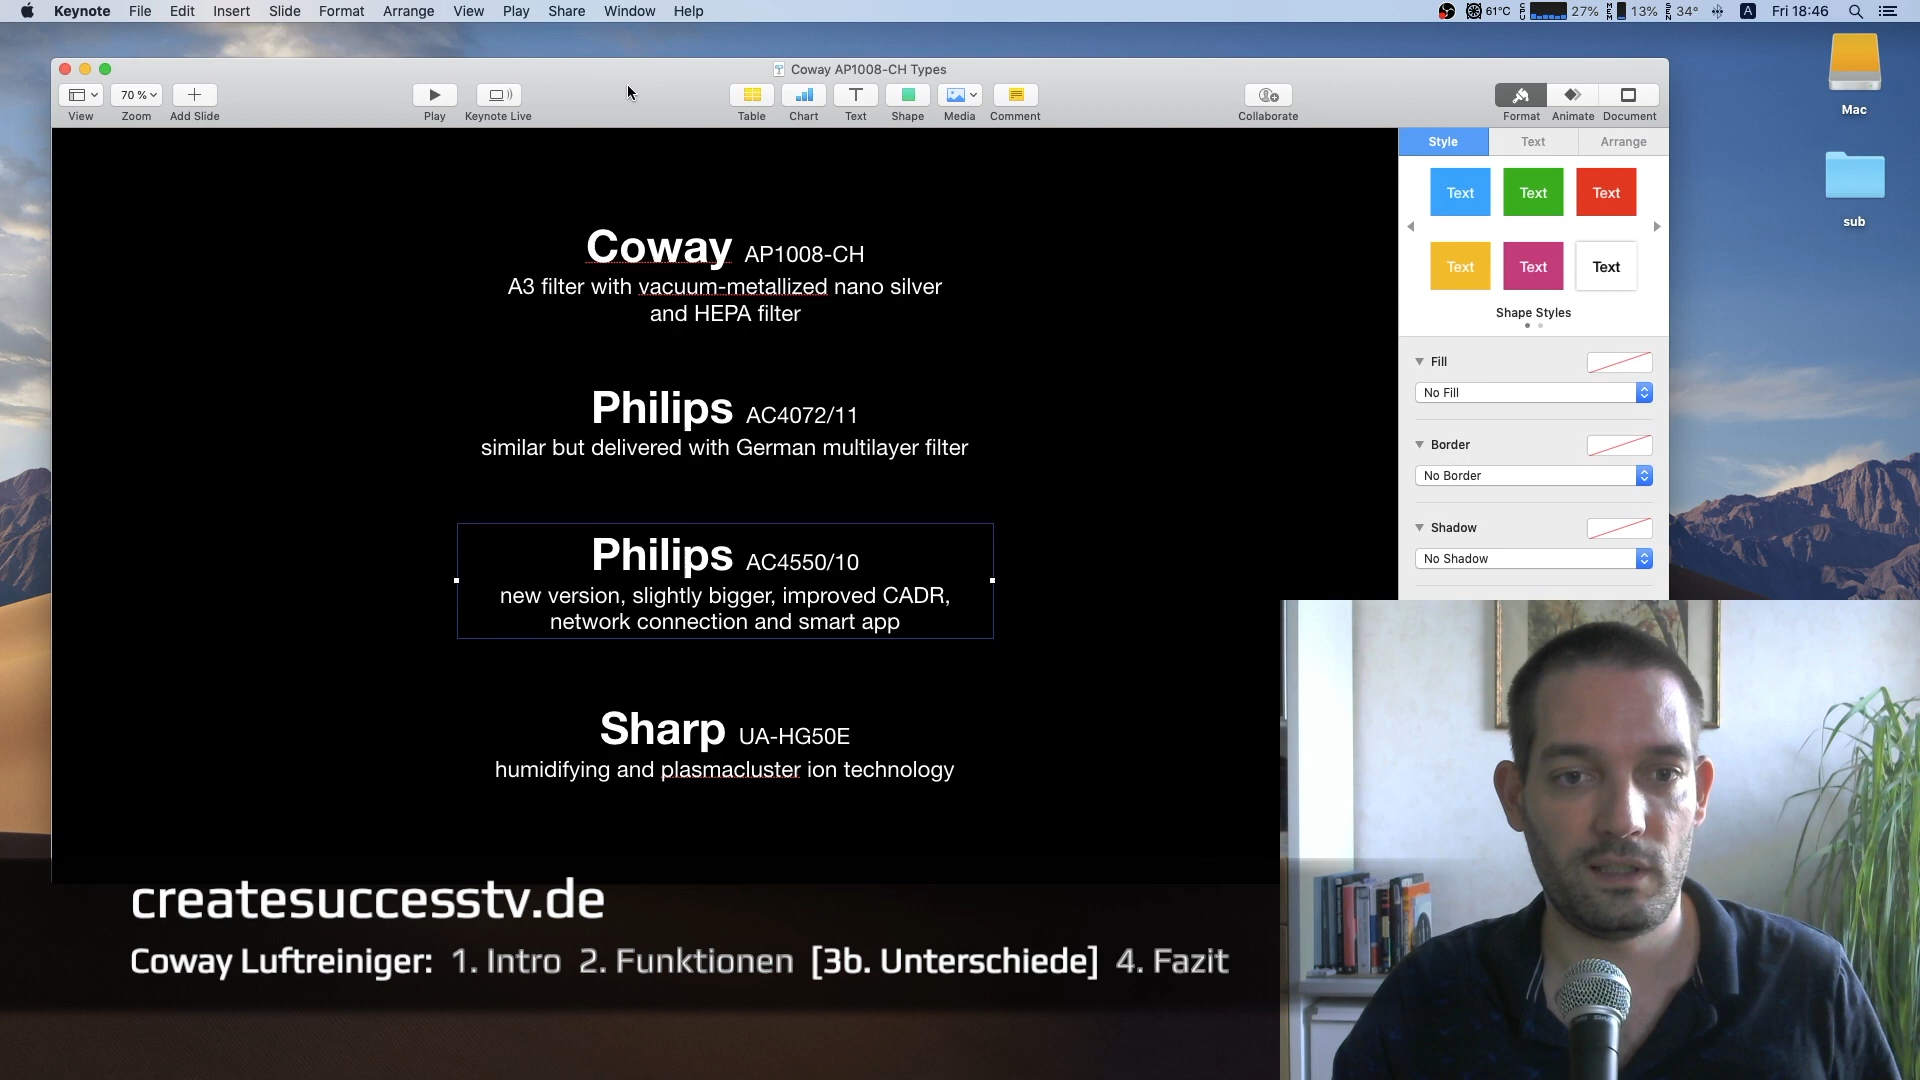 Keynote File Edit Insert Slide Format Arrange View Play Share Window Help
61°C CPU 27% MEM 13% SEN 34° A Fri 18:46
Coway AP1008-CH Types
70 %
View Zoom Add Slide Play Keynote Live Table Chart Text Shape Media Comment Collaborate Format Animate Document
Mac
sub
Style Text Arrange
Text Text Text
Text Text Text
Shape Styles
Fill
No Fill
Border
No Border
Shadow
No Shadow
Coway AP1008-CH
A3 filter with vacuum-metallized nano silver
and HEPA filter
Philips AC4072/11
similar but delivered with German multilayer filter
Philips AC4550/10
new version, slightly bigger, improved CADR,
network connection and smart app
Sharp UA-HG50E
humidifying and plasmacluster ion technology
createsuccesstv.de
Coway Luftreiniger: 1. Intro 2. Funktionen [3b. Unterschiede] 4. Fazit